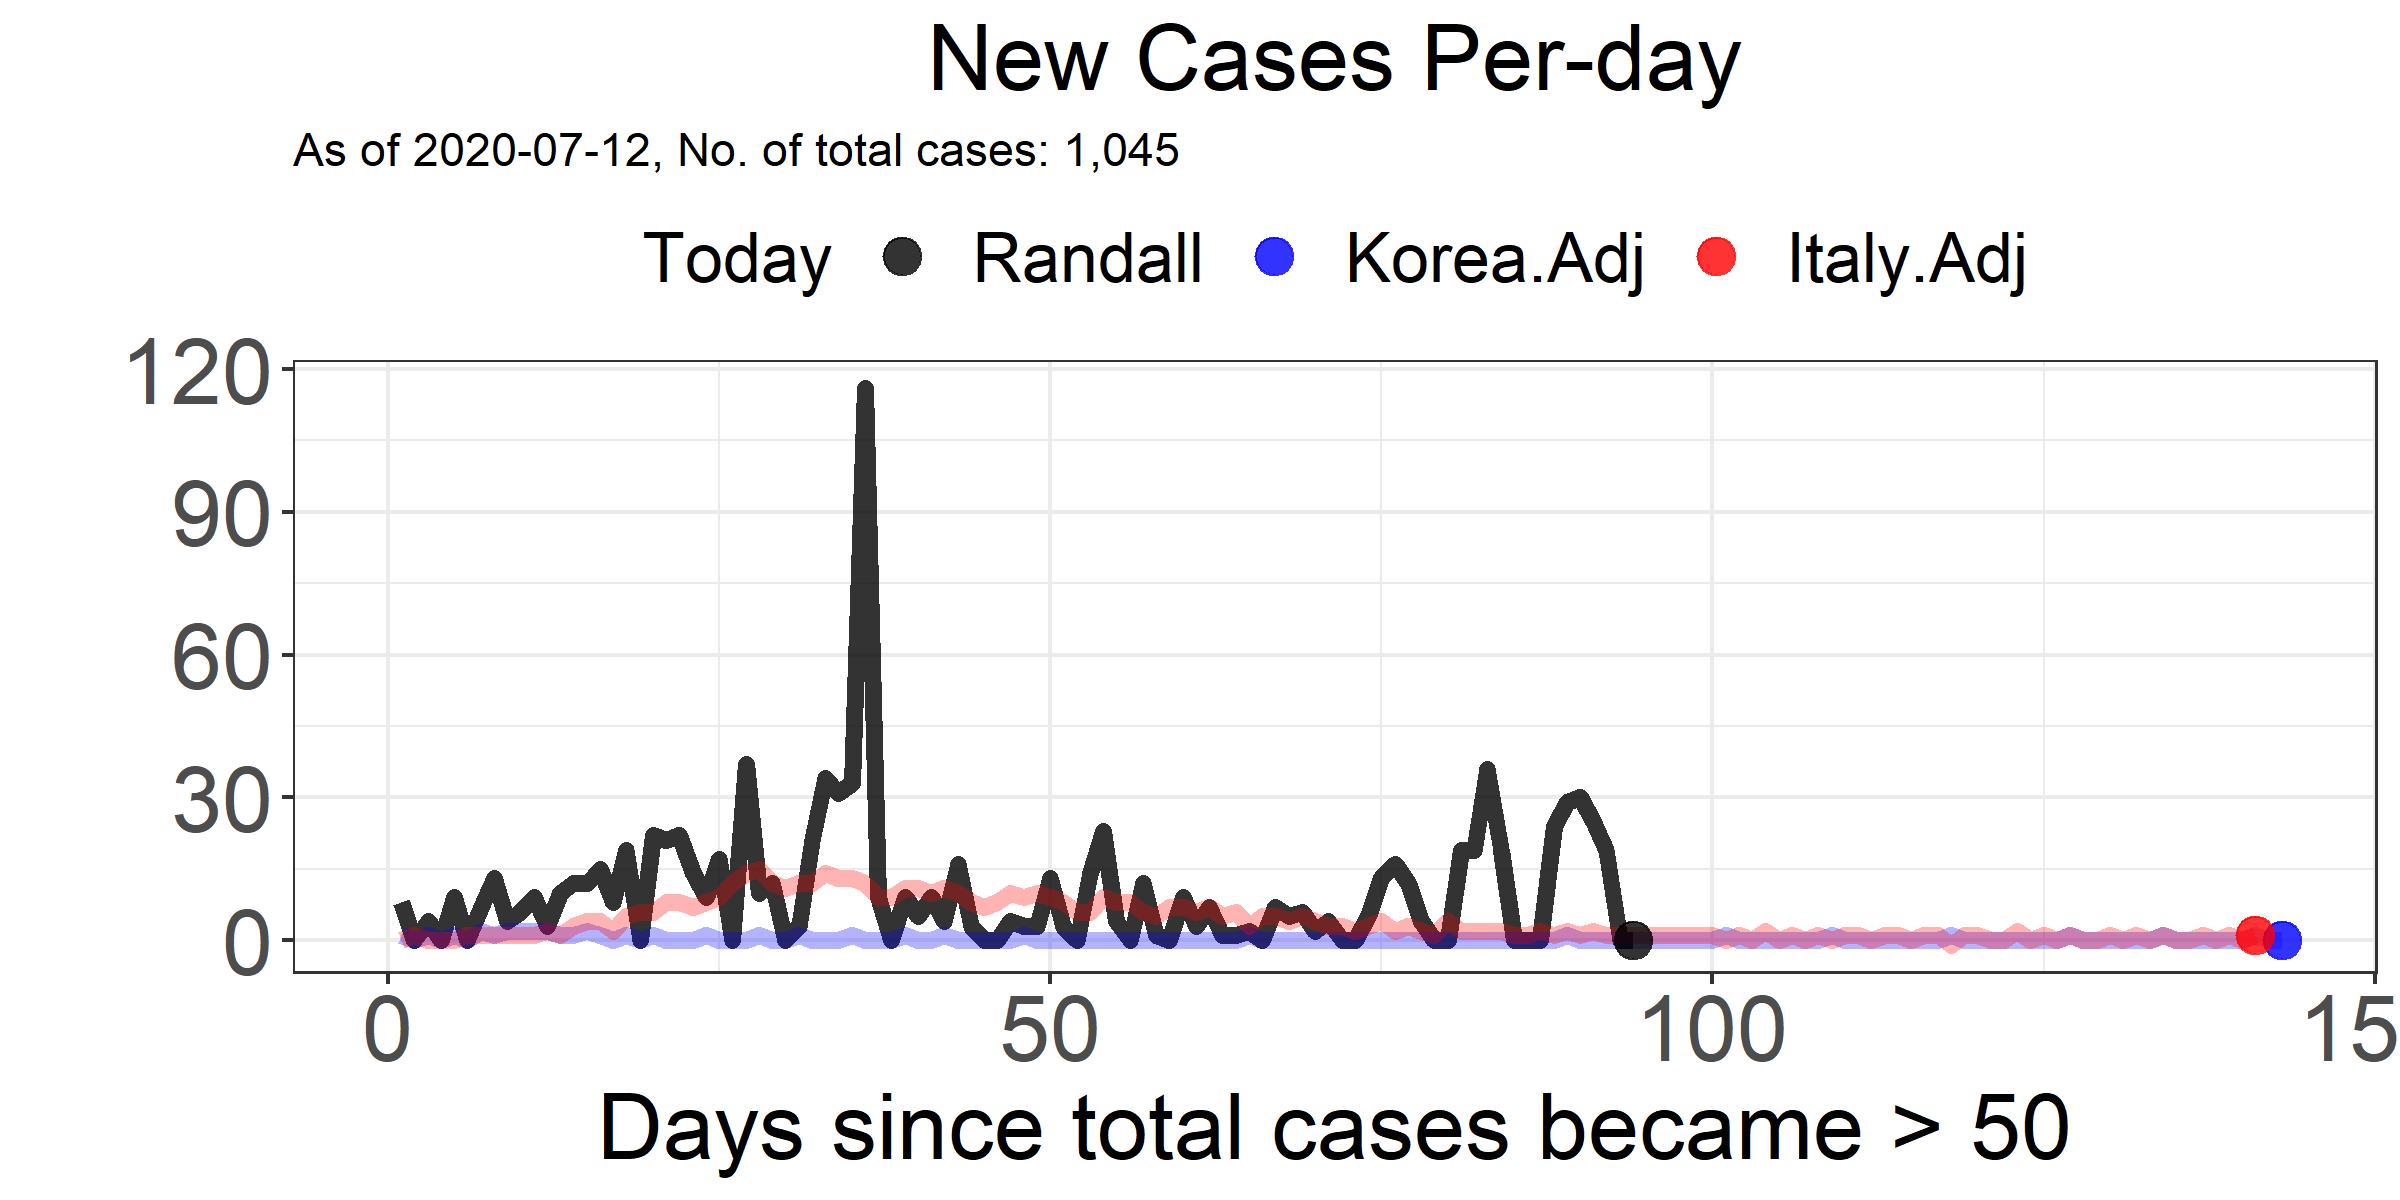 New Cases Per-day
As of 2020-07-12, No. of total cases: 1,045
Today Randall Korea.Adj Italy.Adj
120
90
60
30
0
0 50 100 15
Days since total cases became > 50